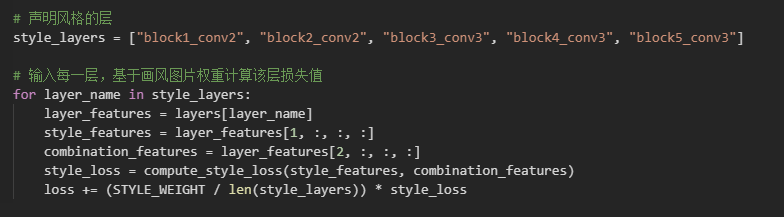 # 声明风格的层
style_layers = ["block1_conv2", "block2_conv2", "block3_conv3", "block4_conv3", "block5_conv3"]
# 输入每一层，基于画风图片权重计算该层损失值
for layer_name in style_layers:
    layer_features = layers[layer_name]
    style_features = layer_features[1, :, :, :]
    combination_features = layer_features[2, :, :, :]
    style_loss = compute_style_loss(style_features, combination_features)
    loss += (STYLE_WEIGHT / len(style_layers)) * style_loss